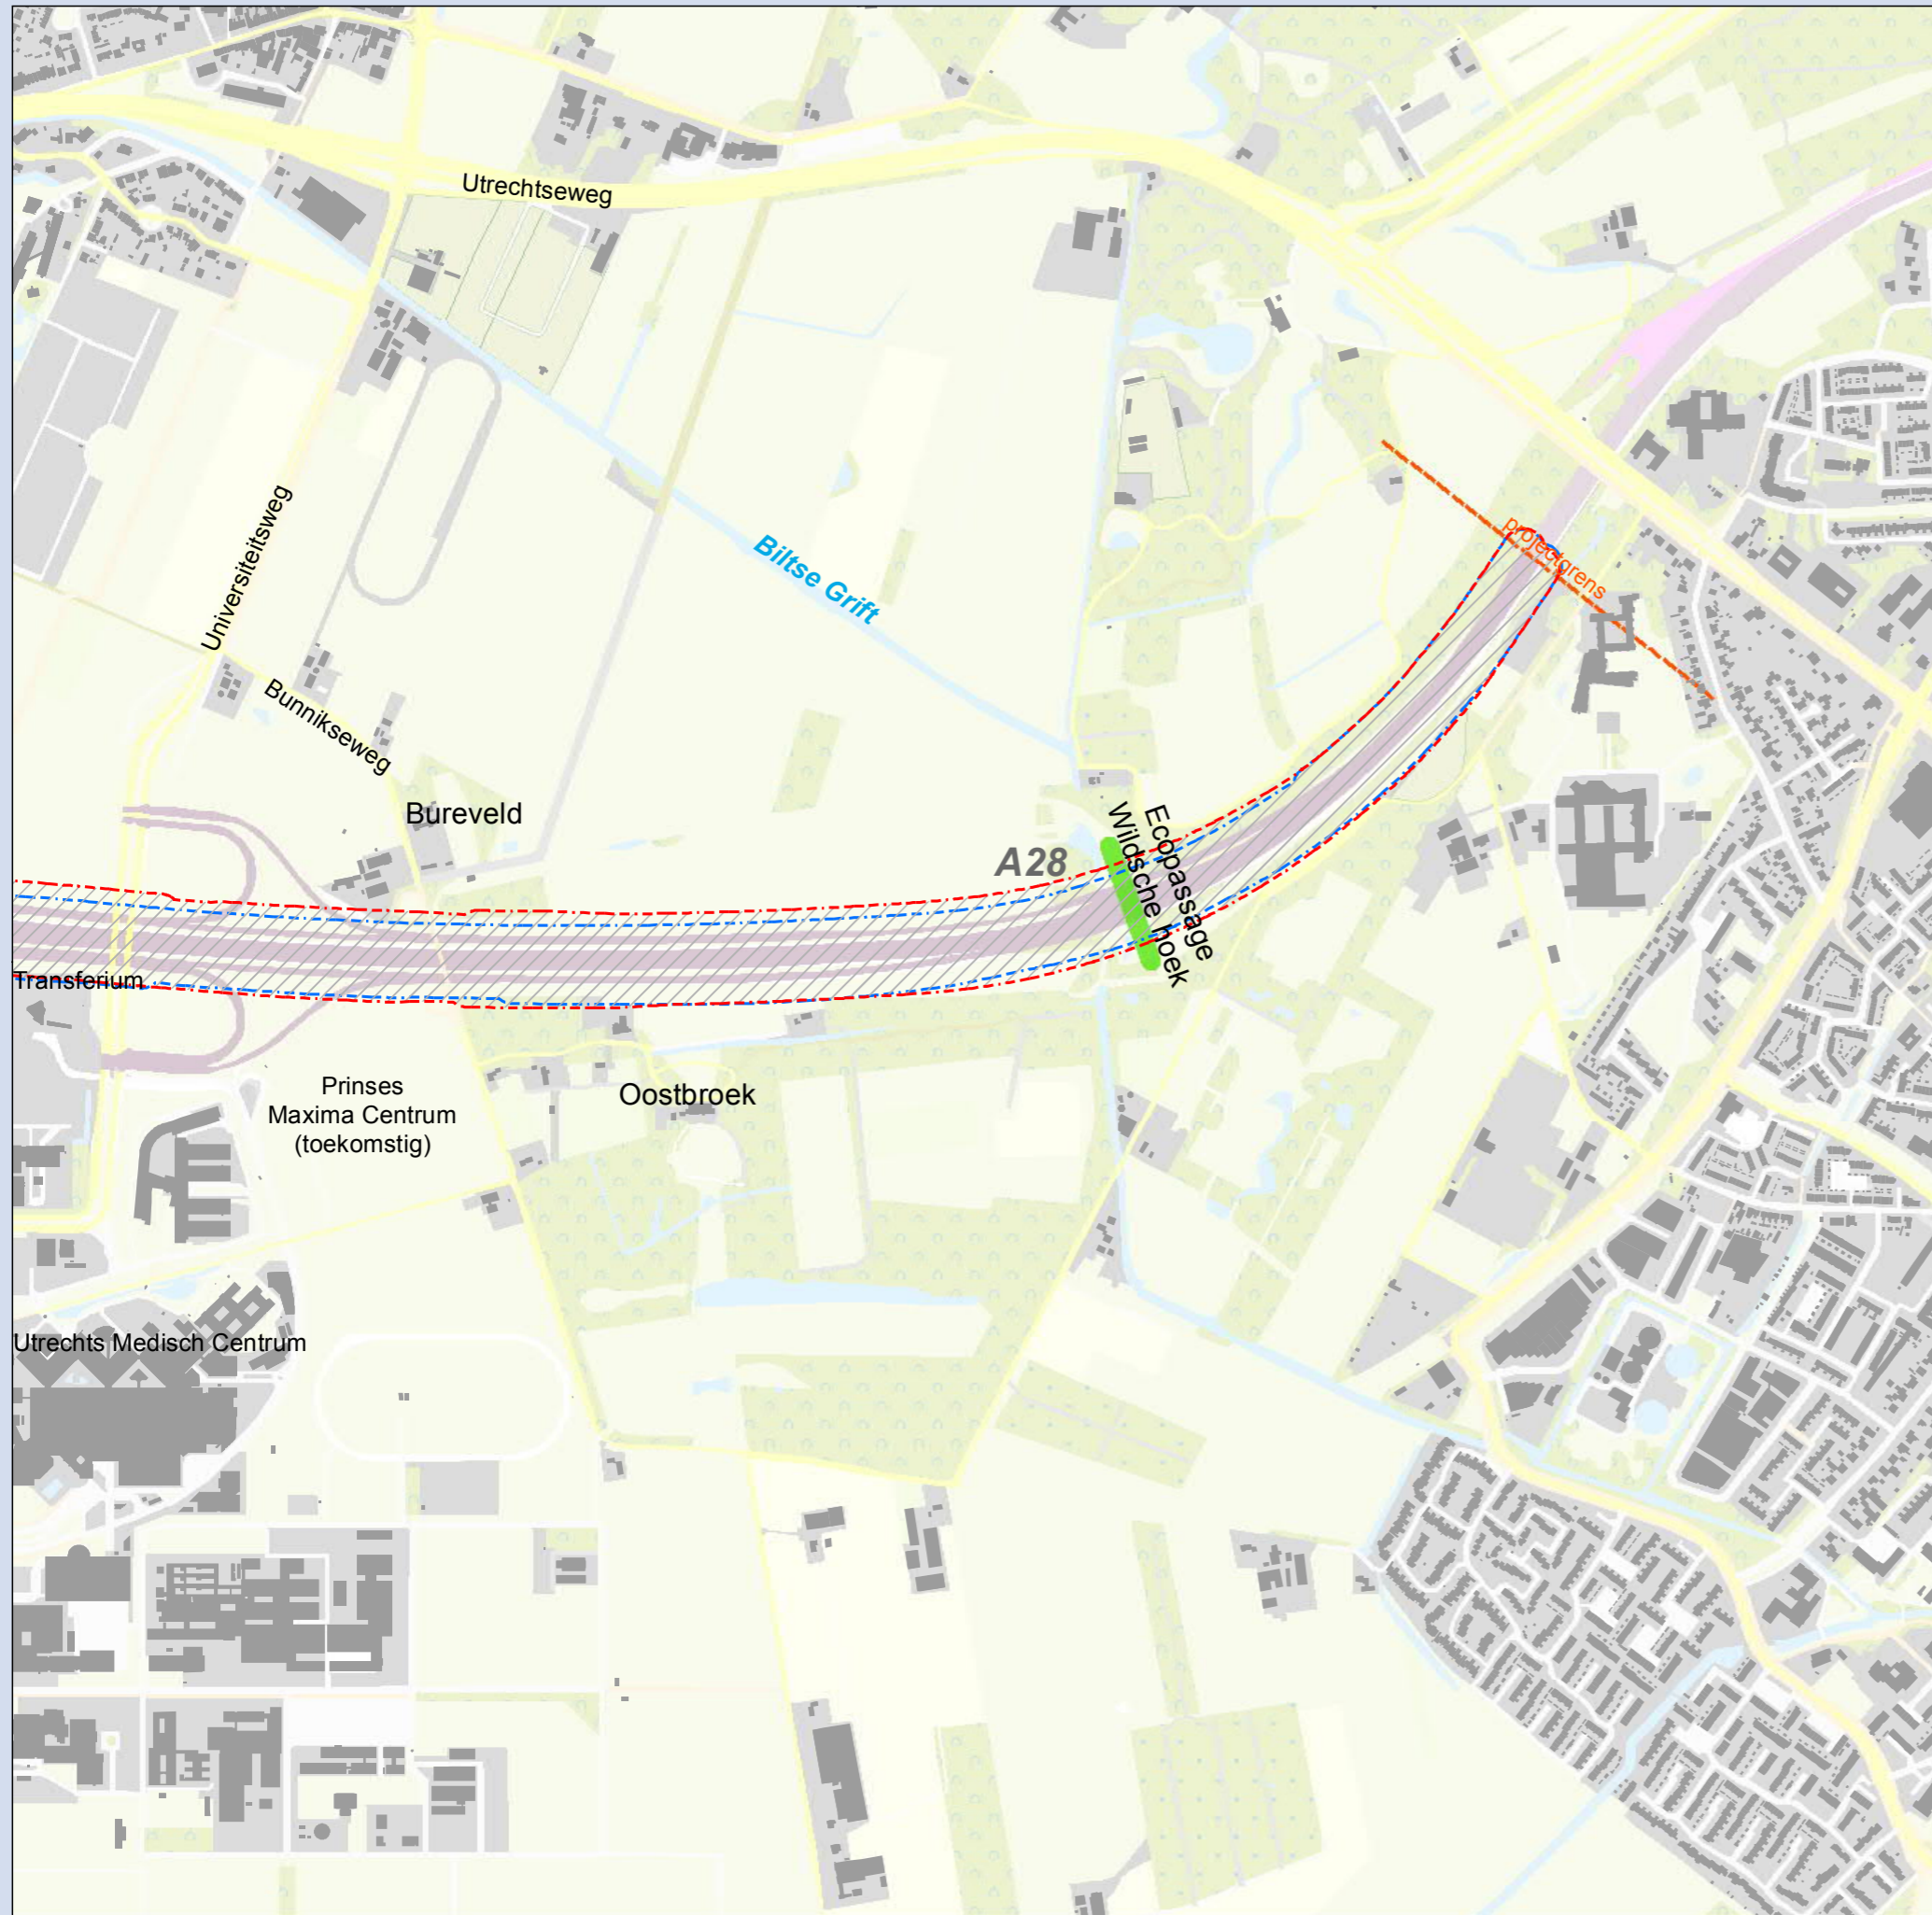 Utrechtseweg
Universiteitsweg
Biltse Grift
projectgrens
Bunnikseweg
Bureveld
A28
Ecopassage
Wildsche hoek
Transferium
Prinses
Maxima Centrum
(toekomstig)
Oostbroek
Utrechts Medisch Centrum